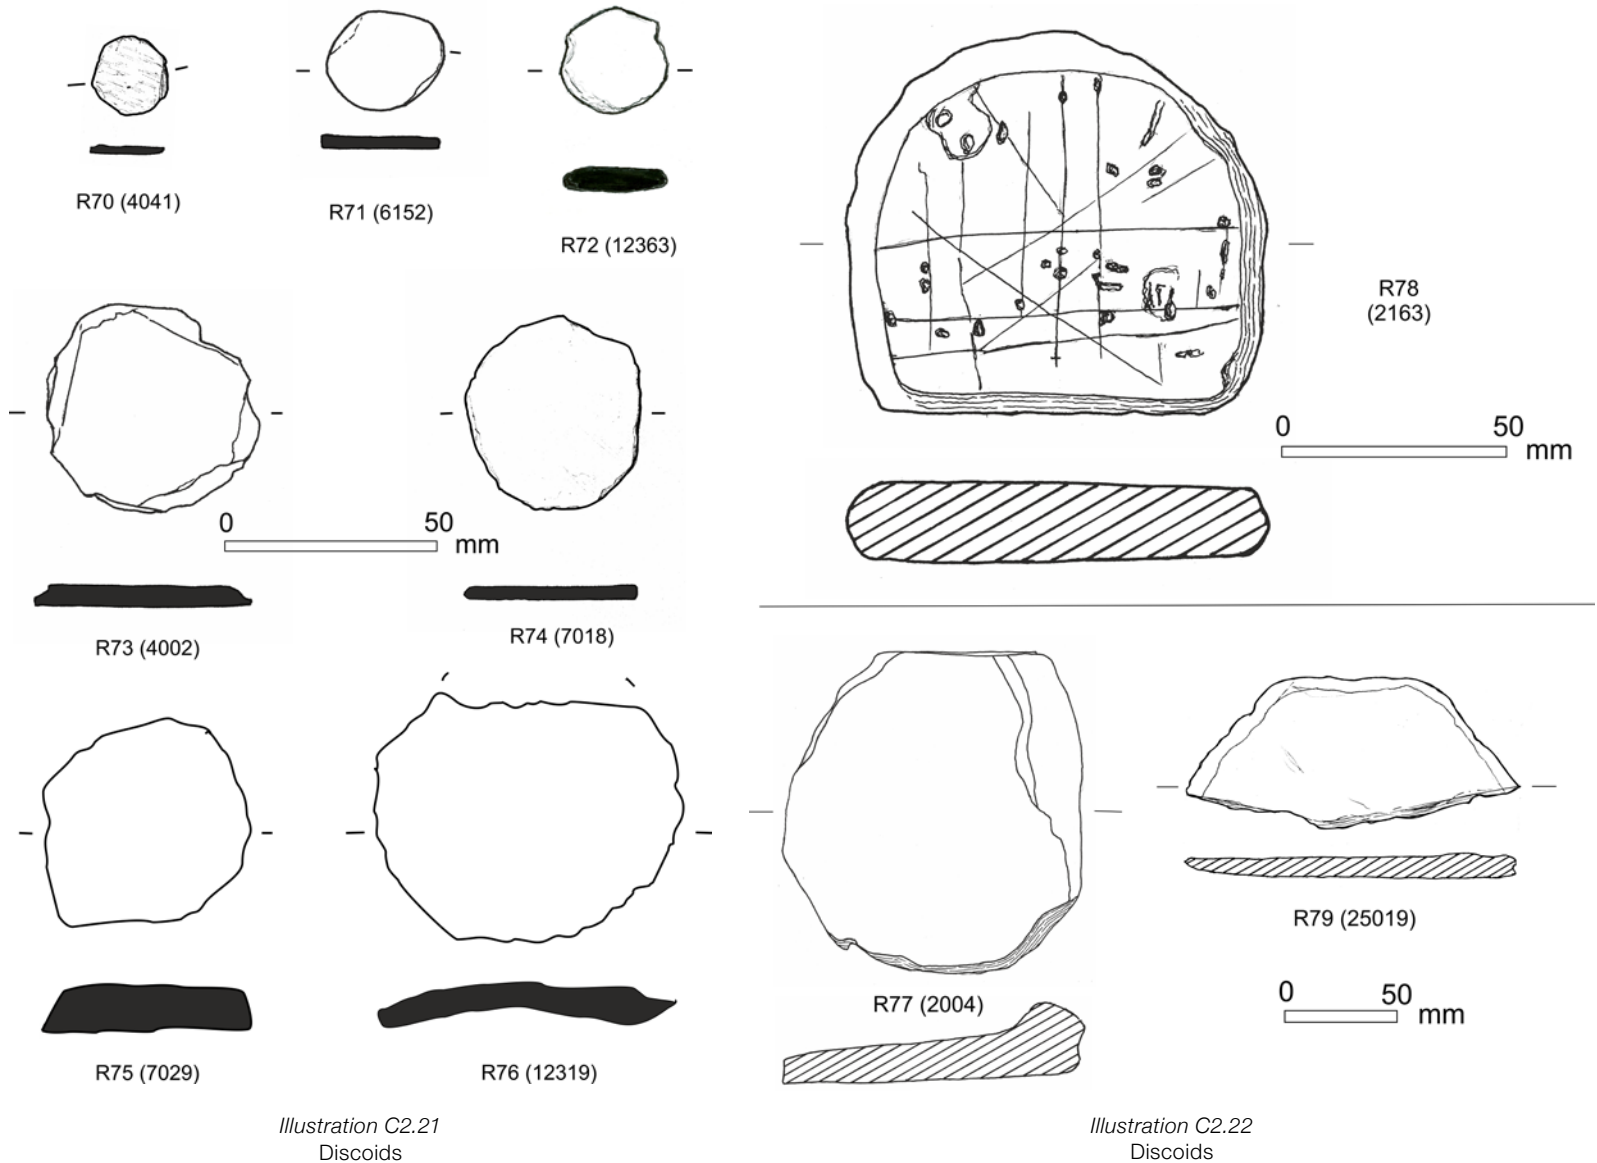 R70 (4041)
R71 (6152)
R72 (12363)
0 50
mm
R73 (4002)
R74 (7018)
R75 (7029)
R76 (12319)
Illustration C2.21
Discoids
R78
(2163)
0 50
mm
R77 (2004)
R79 (25019)
0 50
mm
Illustration C2.22
Discoids